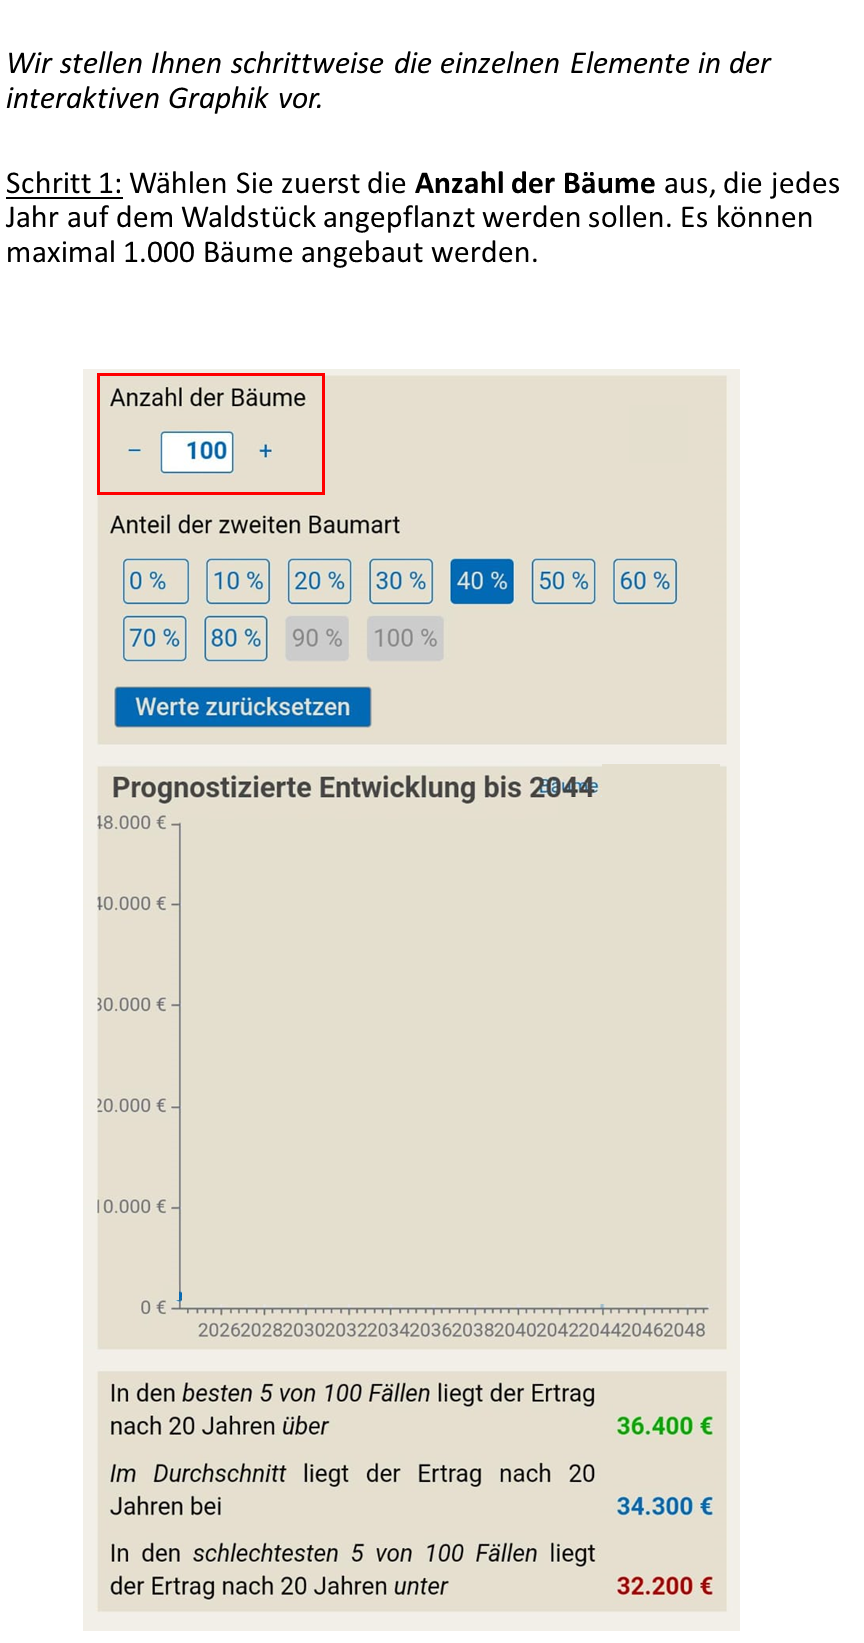 Wir stellen Ihnen schrittweise die einzelnen Elemente in der
interaktiven Graphik vor.
Schritt 1: Wählen Sie zuerst die Anzahl der Bäume aus, die jedes
Jahr auf dem Waldstück angepflanzt werden sollen. Es können
maximal 1.000 Bäume angebaut werden.
Anzahl der Bäume
− 100 +
Anteil der zweiten Baumart
0 % 10 % 20 % 30 % 40 % 50 % 60 %
70 % 80 % 90 % 100 %
Werte zurücksetzen
Prognostizierte Entwicklung bis 2044
Bäume
48.000 €
40.000 €
30.000 €
20.000 €
10.000 €
0 €
2026 2028 2030 2032 2034 2036 2038 2040 2042 2044 2046 2048
In den besten 5 von 100 Fällen liegt der Ertrag
nach 20 Jahren über 36.400 €
Im Durchschnitt liegt der Ertrag nach 20
Jahren bei 34.300 €
In den schlechtesten 5 von 100 Fällen liegt
der Ertrag nach 20 Jahren unter 32.200 €